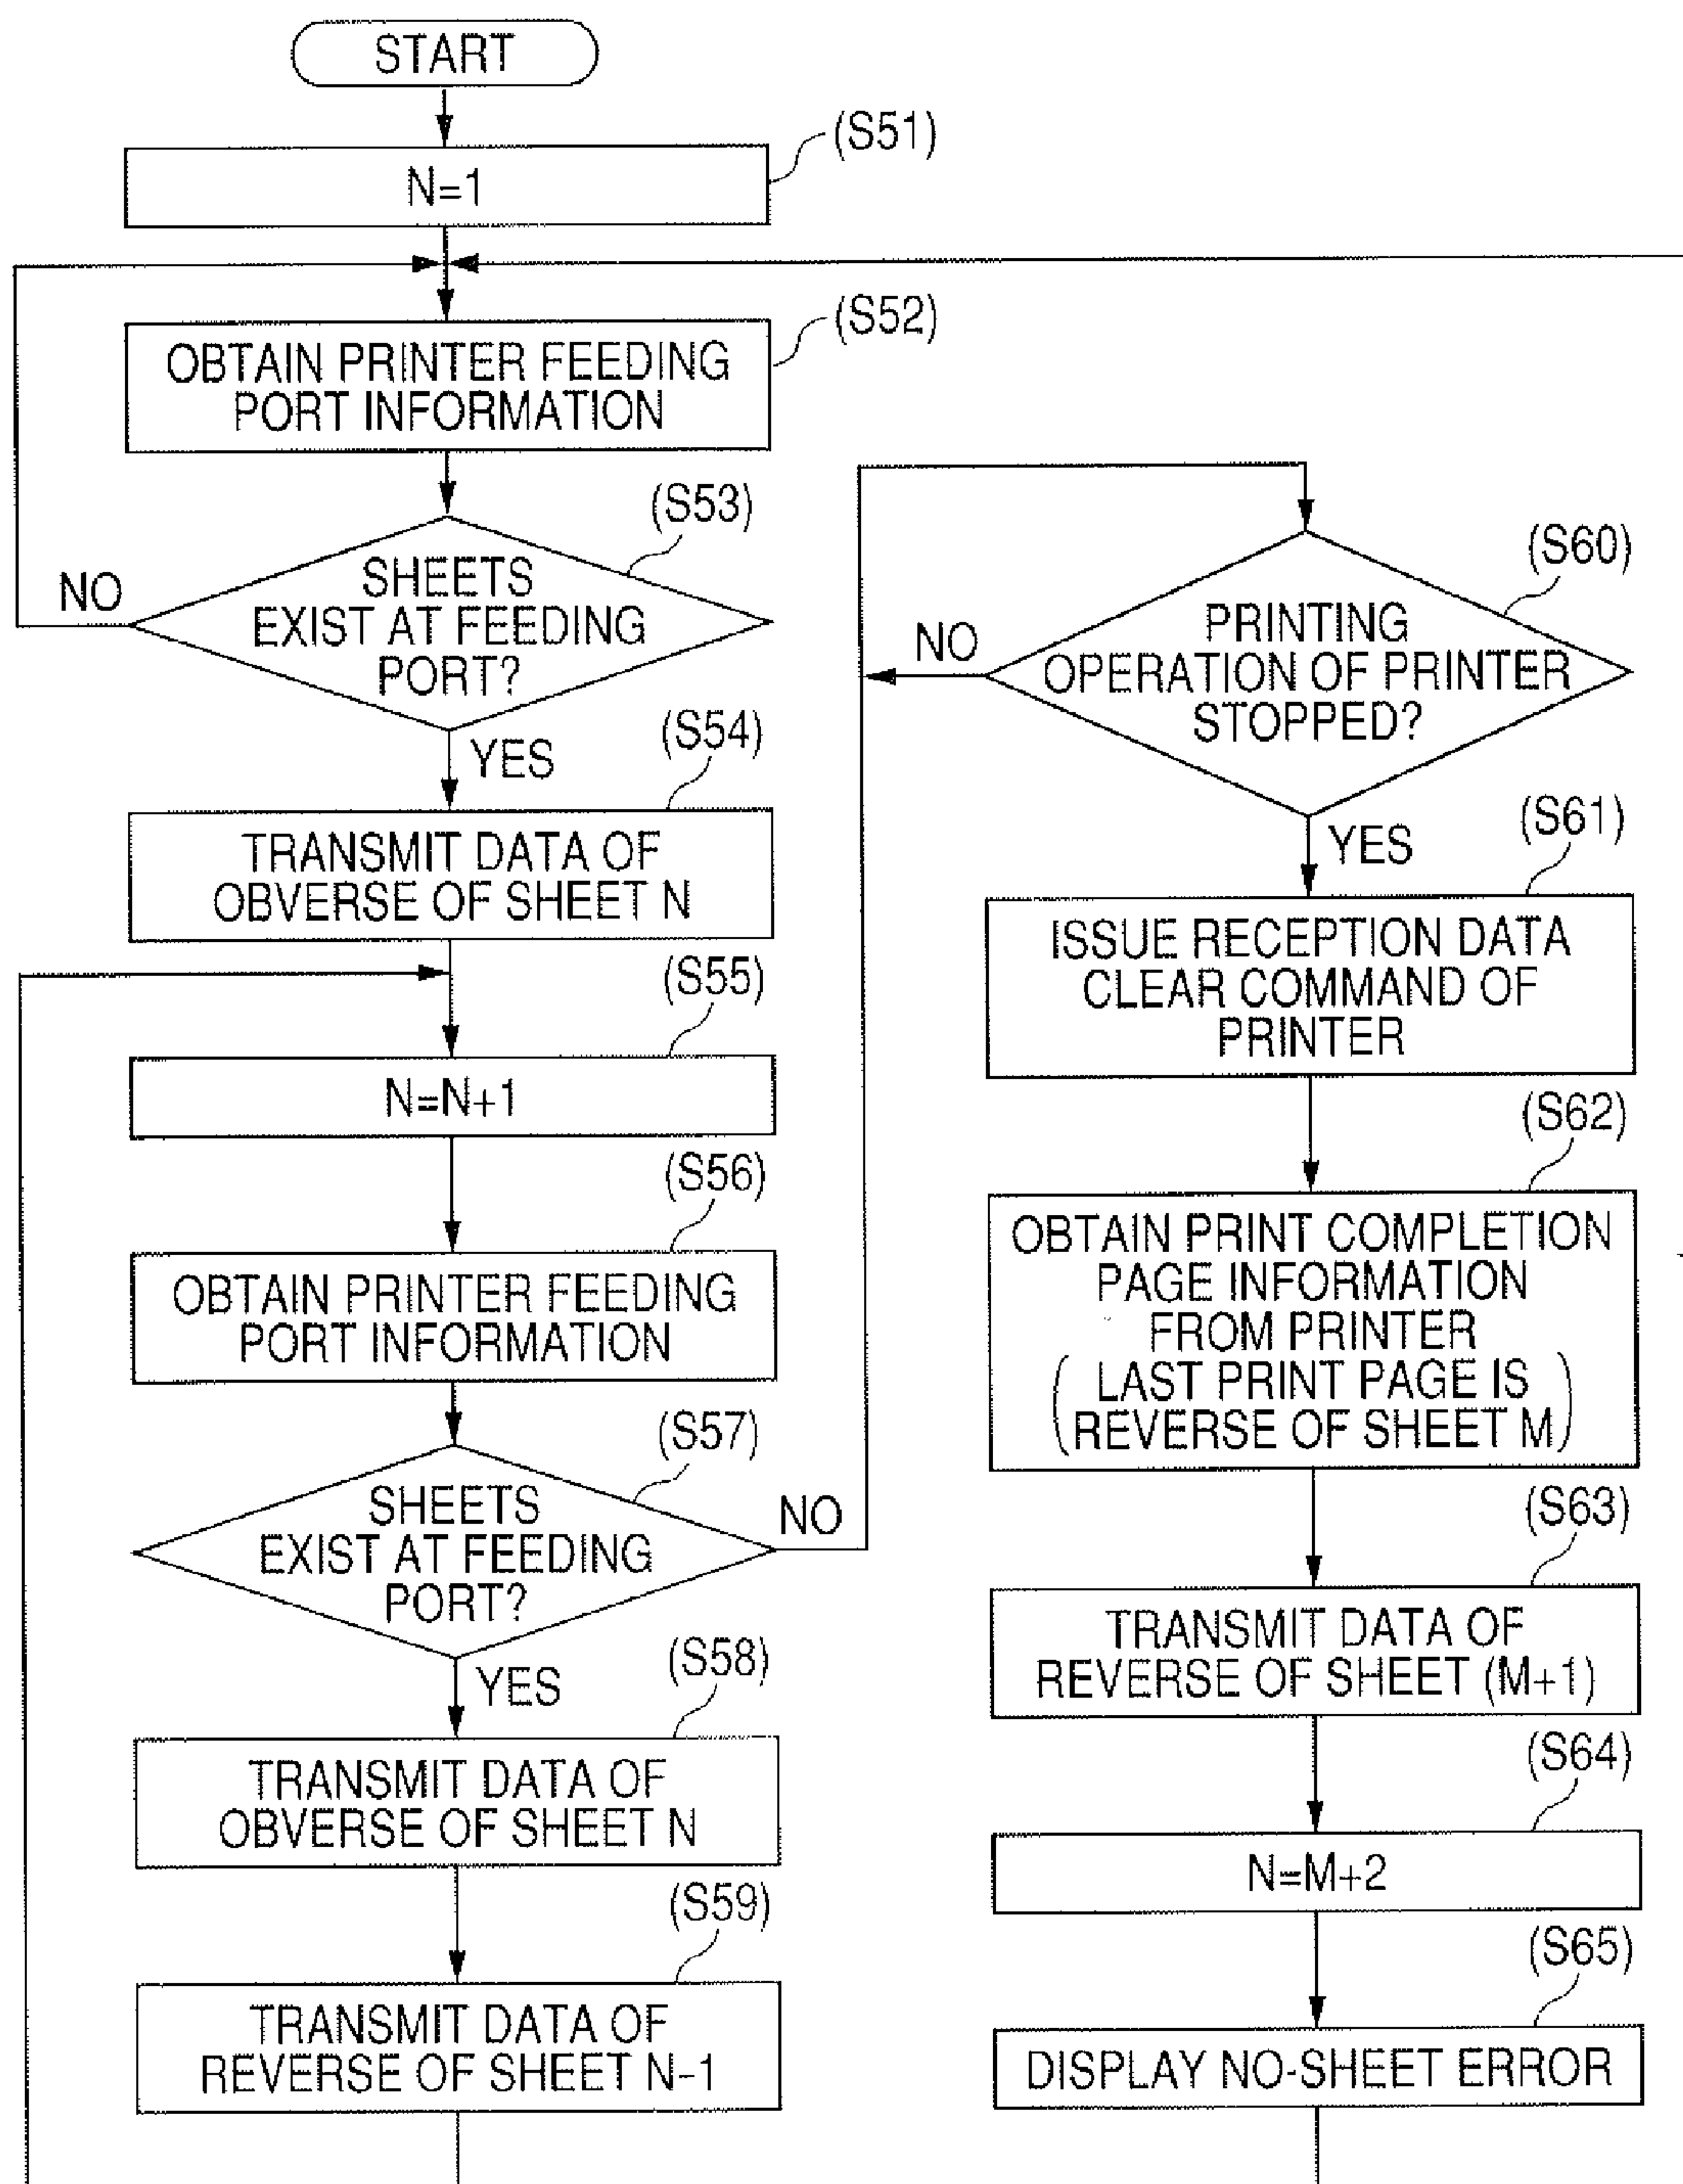 START
(S51)
N=1
(S52)
OBTAIN PRINTER FEEDING
PORT INFORMATION
(S53)
SHEETS
EXIST AT FEEDING
PORT?
NO
YES
(S54)
TRANSMIT DATA OF
OBVERSE OF SHEET N
(S55)
N=N+1
(S56)
OBTAIN PRINTER FEEDING
PORT INFORMATION
(S57)
SHEETS
EXIST AT FEEDING
PORT?
NO
YES
(S58)
TRANSMIT DATA OF
OBVERSE OF SHEET N
(S59)
TRANSMIT DATA OF
REVERSE OF SHEET N-1
(S60)
PRINTING
OPERATION OF PRINTER
STOPPED?
NO
YES
(S61)
ISSUE RECEPTION DATA
CLEAR COMMAND OF
PRINTER
(S62)
OBTAIN PRINT COMPLETION
PAGE INFORMATION
FROM PRINTER
(LAST PRINT PAGE IS
REVERSE OF SHEET M)
(S63)
TRANSMIT DATA OF
REVERSE OF SHEET (M+1)
(S64)
N=M+2
(S65)
DISPLAY NO-SHEET ERROR